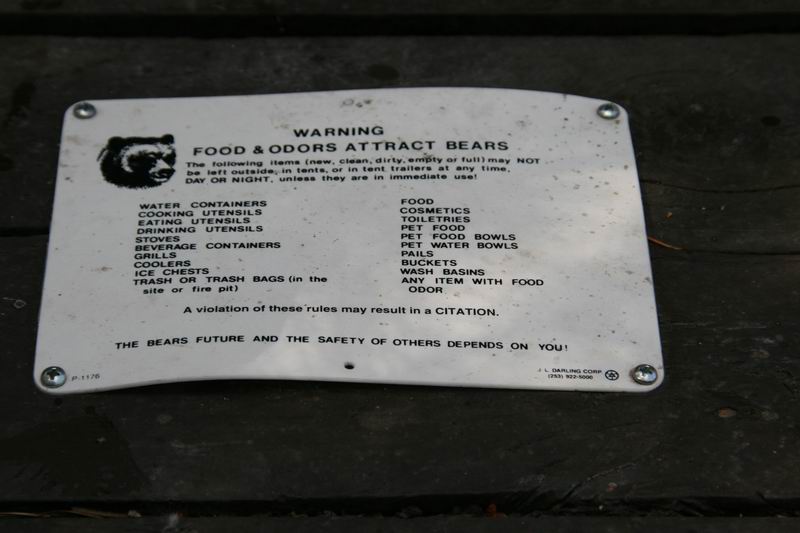 WARNING
FOOD & ODORS ATTRACT BEARS
The following items (new, clean, dirty, empty or full) may NOT
be left outside, in tents, or in tent trailers at any time,
DAY OR NIGHT, unless they are in immediate use!
WATER CONTAINERS
COOKING UTENSILS
EATING UTENSILS
DRINKING UTENSILS
STOVES
BEVERAGE CONTAINERS
GRILLS
COOLERS
ICE CHESTS
TRASH OR TRASH BAGS (in the
site or fire pit)
FOOD
COSMETICS
TOILETRIES
PET FOOD
PET FOOD BOWLS
PET WATER BOWLS
PAILS
BUCKETS
WASH BASINS
ANY ITEM WITH FOOD
ODOR
A violation of these rules may result in a CITATION.
THE BEARS FUTURE AND THE SAFETY OF OTHERS DEPENDS ON YOU!
P-1176
J. L. DARLING CORP.
(253) 922-5000